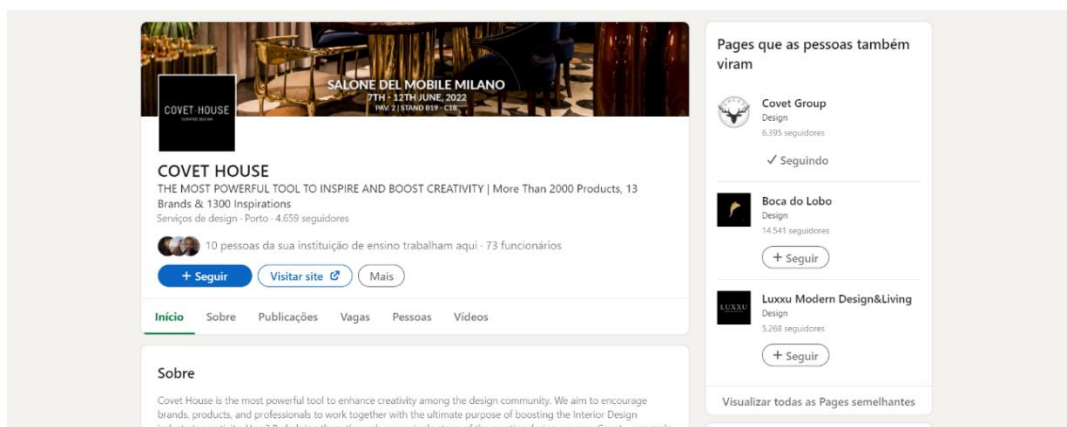 SALONE DEL MOBILE MILANO
7TH - 12TH JUNE, 2022
PAV. 2 | STAND B19 - C18
COVET HOUSE
COVET HOUSE
THE MOST POWERFUL TOOL TO INSPIRE AND BOOST CREATIVITY | More Than 2000 Products, 13
Brands & 1300 Inspirations
Serviços de design · Porto · 4.659 seguidores
10 pessoas da sua instituição de ensino trabalham aqui · 73 funcionários
+ Seguir
Visitar site
Mais
Início Sobre Publicações Vagas Pessoas Vídeos
Sobre
Covet House is the most powerful tool to enhance creativity among the design community. We aim to encourage
brands, products, and professionals to work together with the ultimate purpose of boosting the Interior Design
Pages que as pessoas também
viram
Covet Group
Design
6.395 seguidores
✓ Seguindo
Boca do Lobo
Design
14.541 seguidores
+ Seguir
LUXXU
Luxxu Modern Design&Living
Design
5.268 seguidores
+ Seguir
Visualizar todas as Pages semelhantes